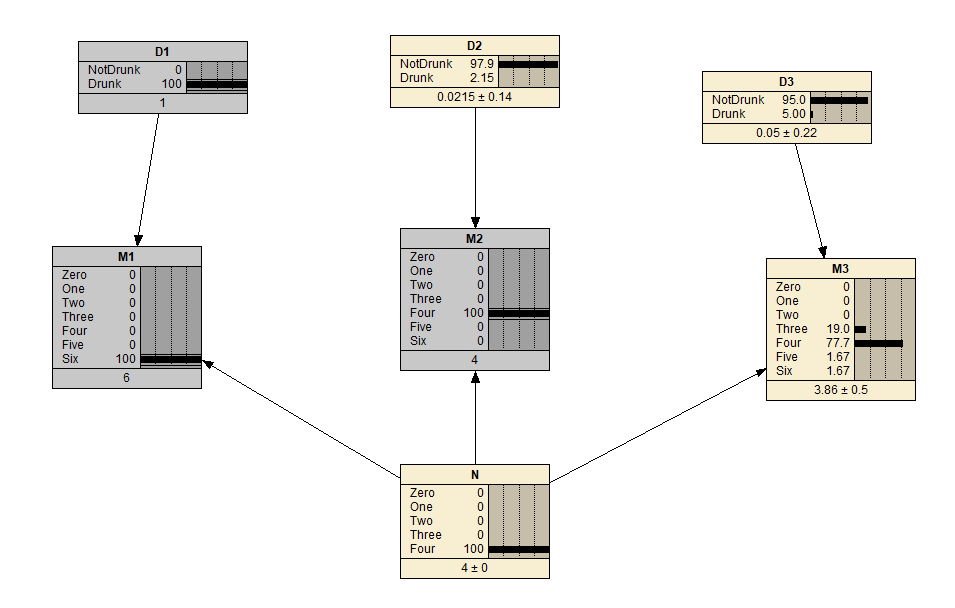 D1
NotDrunk 0
Drunk 100
1
D2
NotDrunk 97.9
Drunk 2.15
0.0215 ± 0.14
D3
NotDrunk 95.0
Drunk 5.00
0.05 ± 0.22
M1
Zero 0
One 0
Two 0
Three 0
Four 0
Five 0
Six 100
6
M2
Zero 0
One 0
Two 0
Three 0
Four 100
Five 0
Six 0
4
M3
Zero 0
One 0
Two 0
Three 19.0
Four 77.7
Five 1.67
Six 1.67
3.86 ± 0.5
N
Zero 0
One 0
Two 0
Three 0
Four 100
4 ± 0